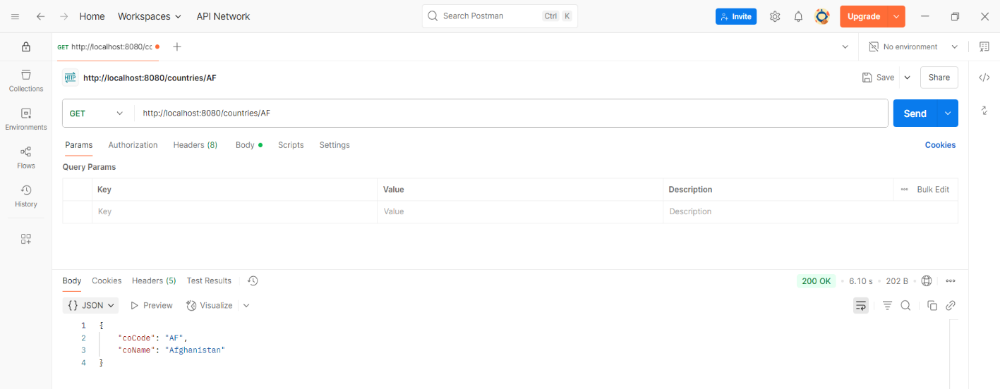 Home Workspaces API Network Search Postman Ctrl K Invite Upgrade
GET http://localhost:8080/cc No environment
HTTP http://localhost:8080/countries/AF Save Share
Collections
GET http://localhost:8080/countries/AF Send
Environments
Params Authorization Headers (8) Body Scripts Settings Cookies
Flows
Query Params
Key Value Description Bulk Edit
History
Key Value Description
Body Cookies Headers (5) Test Results 200 OK 6.10 s 202 B
{} JSON Preview Visualize
1 {
2 "coCode": "AF",
3 "coName": "Afghanistan"
4 }